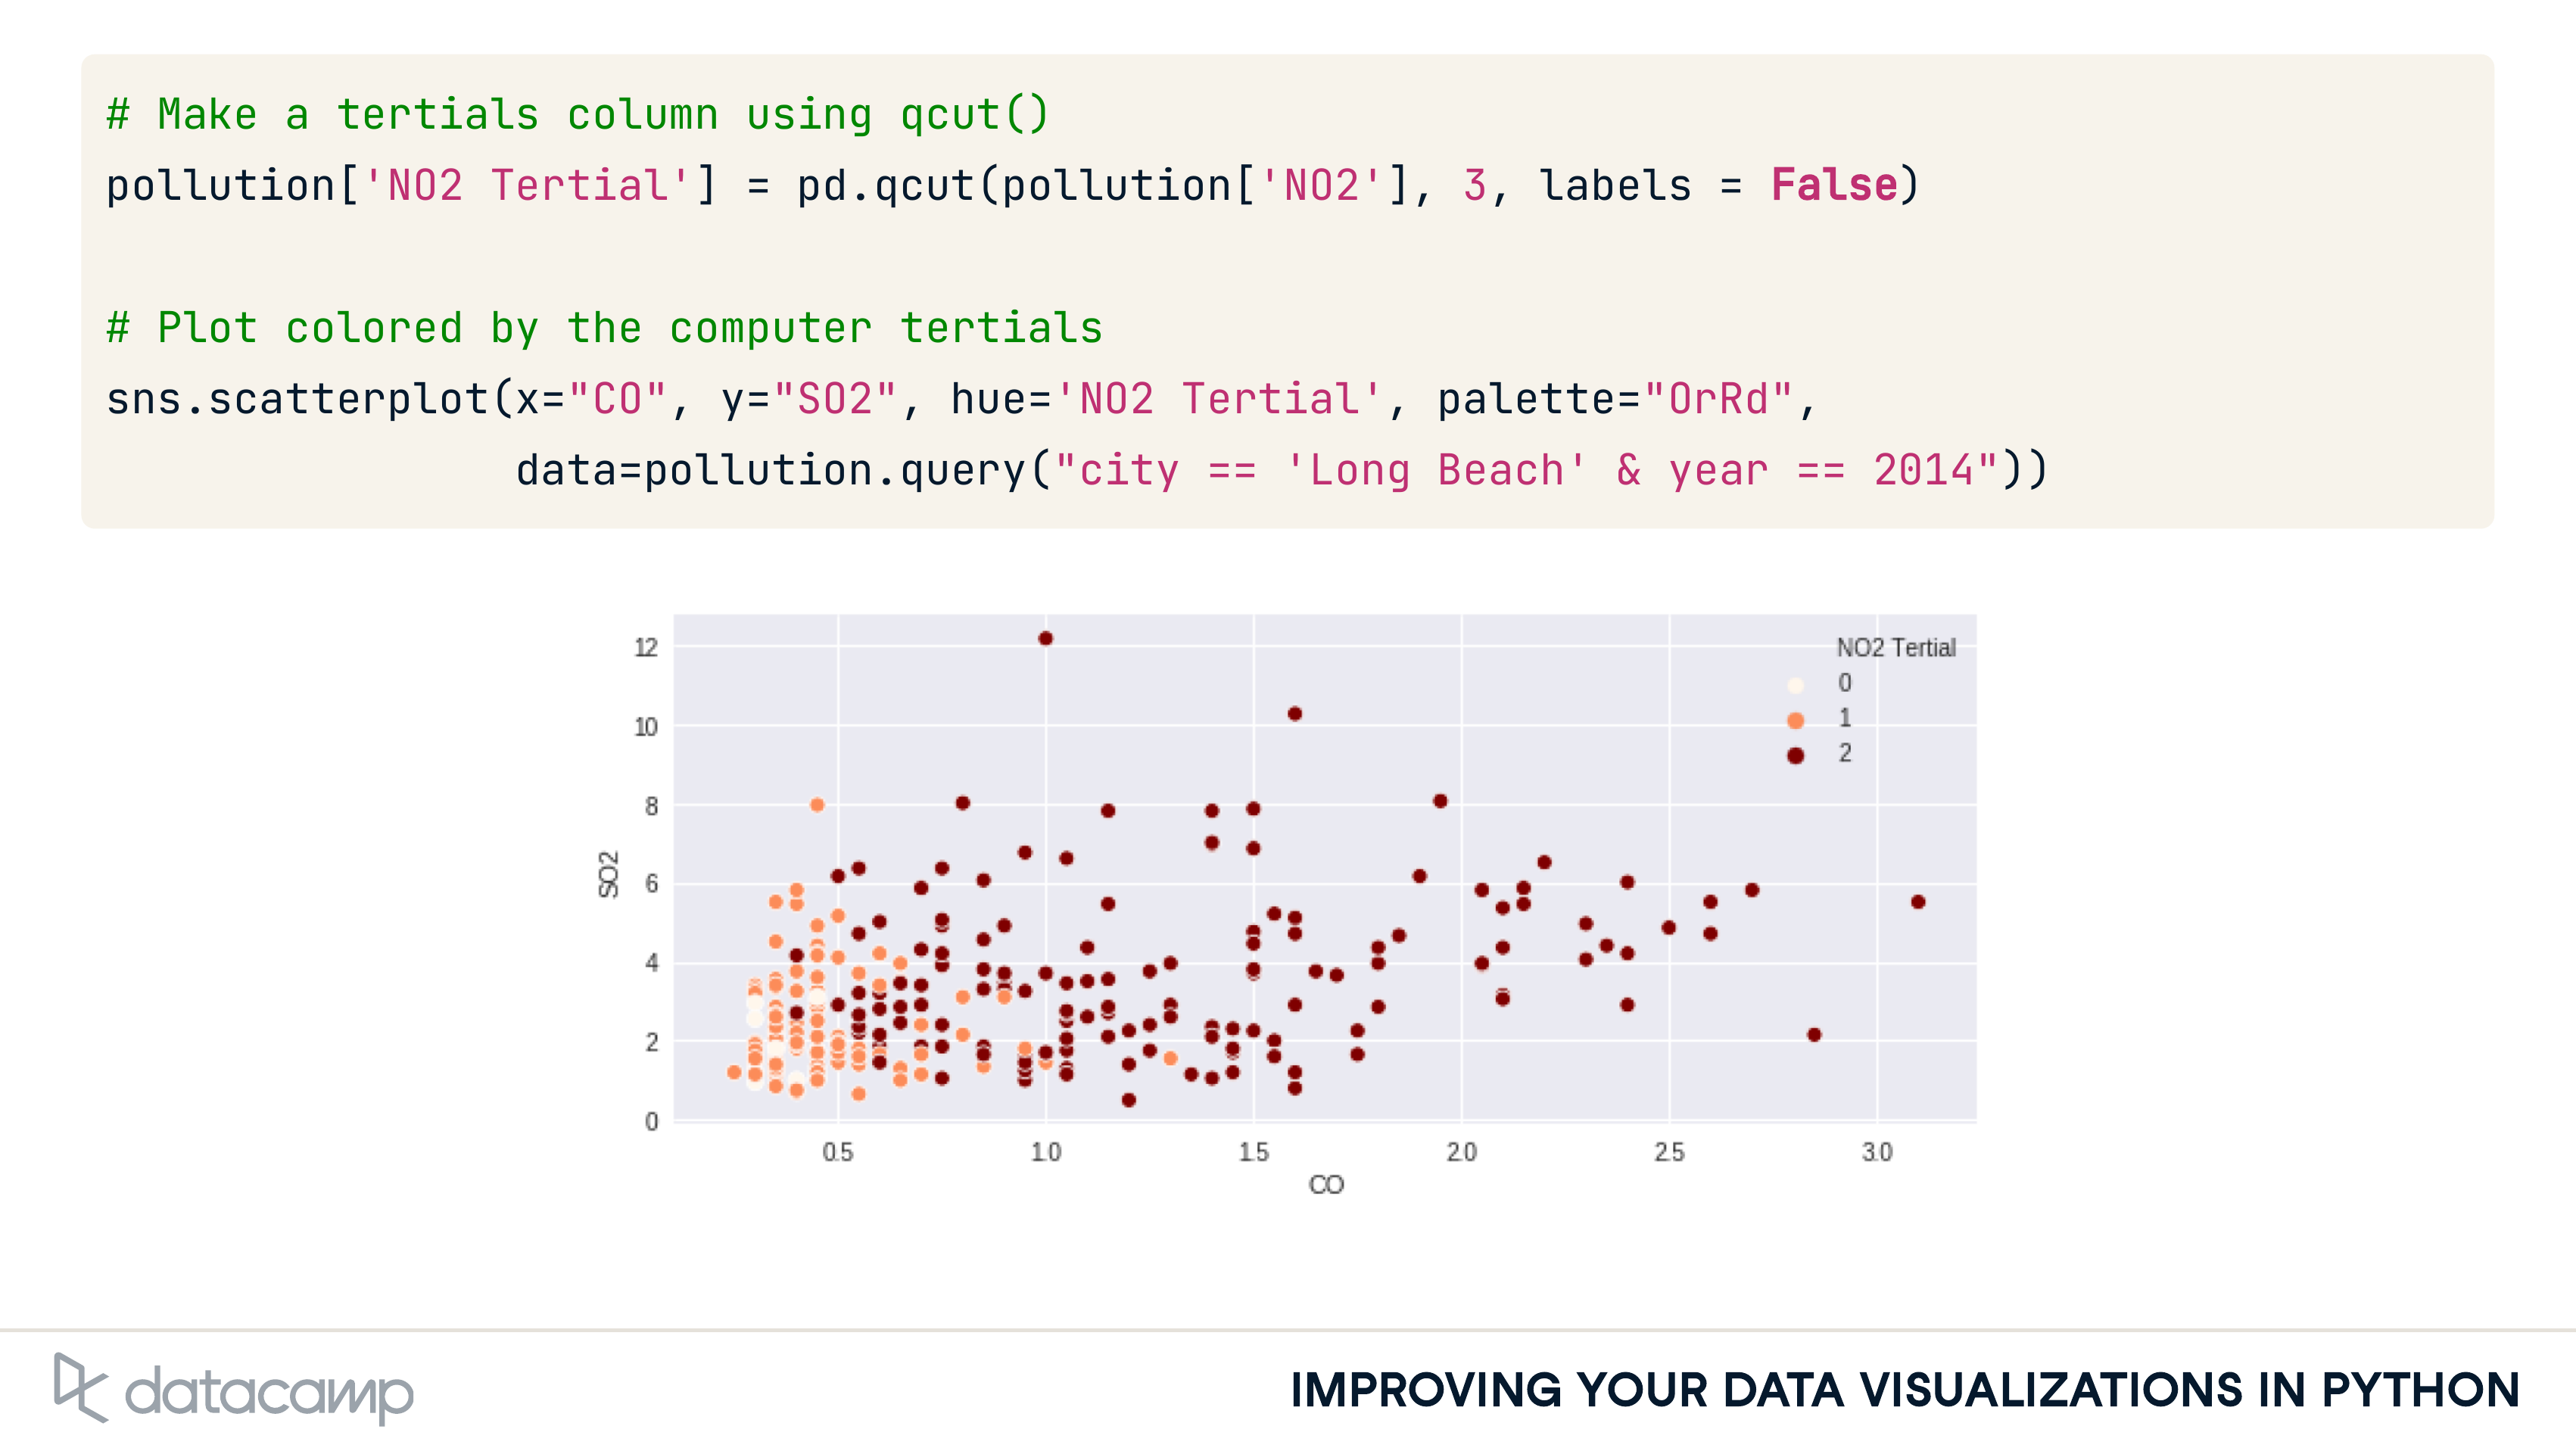 # Make a tertials column using qcut()
pollution['NO2 Tertial'] = pd.qcut(pollution['NO2'], 3, labels = False)
# Plot colored by the computer tertials
sns.scatterplot(x="CO", y="SO2", hue='NO2 Tertial', palette="OrRd",
data=pollution.query("city == 'Long Beach' & year == 2014"))
NO2 Tertial
0
1
2
12
10
8
6
4
2
0
SO2
0.5 1.0 1.5 2.0 2.5 3.0
CO
datacamp
IMPROVING YOUR DATA VISUALIZATIONS IN PYTHON